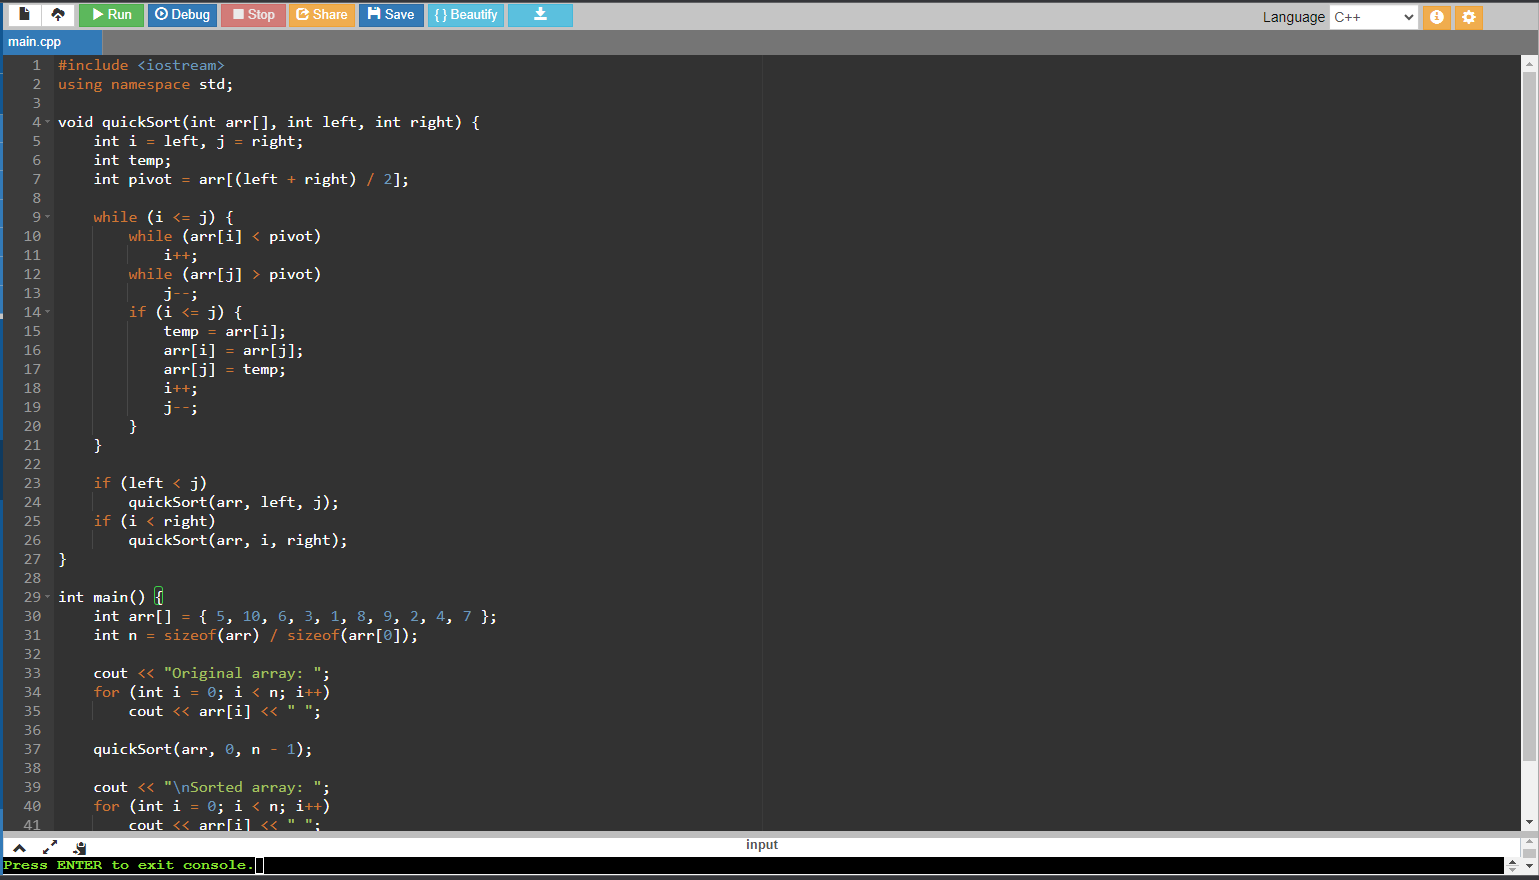 Run Debug Stop Share Save { } Beautify Language C++
main.cpp
1 #include <iostream>
2 using namespace std;
3
4 void quickSort(int arr[], int left, int right) {
5     int i = left, j = right;
6     int temp;
7     int pivot = arr[(left + right) / 2];
8
9     while (i <= j) {
10         while (arr[i] < pivot)
11             i++;
12         while (arr[j] > pivot)
13             j--;
14         if (i <= j) {
15             temp = arr[i];
16             arr[i] = arr[j];
17             arr[j] = temp;
18             i++;
19             j--;
20         }
21     }
22
23     if (left < j)
24         quickSort(arr, left, j);
25     if (i < right)
26         quickSort(arr, i, right);
27 }
28
29 int main() {
30     int arr[] = { 5, 10, 6, 3, 1, 8, 9, 2, 4, 7 };
31     int n = sizeof(arr) / sizeof(arr[0]);
32
33     cout << "Original array: ";
34     for (int i = 0; i < n; i++)
35         cout << arr[i] << " ";
36
37     quickSort(arr, 0, n - 1);
38
39     cout << "\nSorted array: ";
40     for (int i = 0; i < n; i++)
41         cout << arr[i] << " ";
input
Press ENTER to exit console.